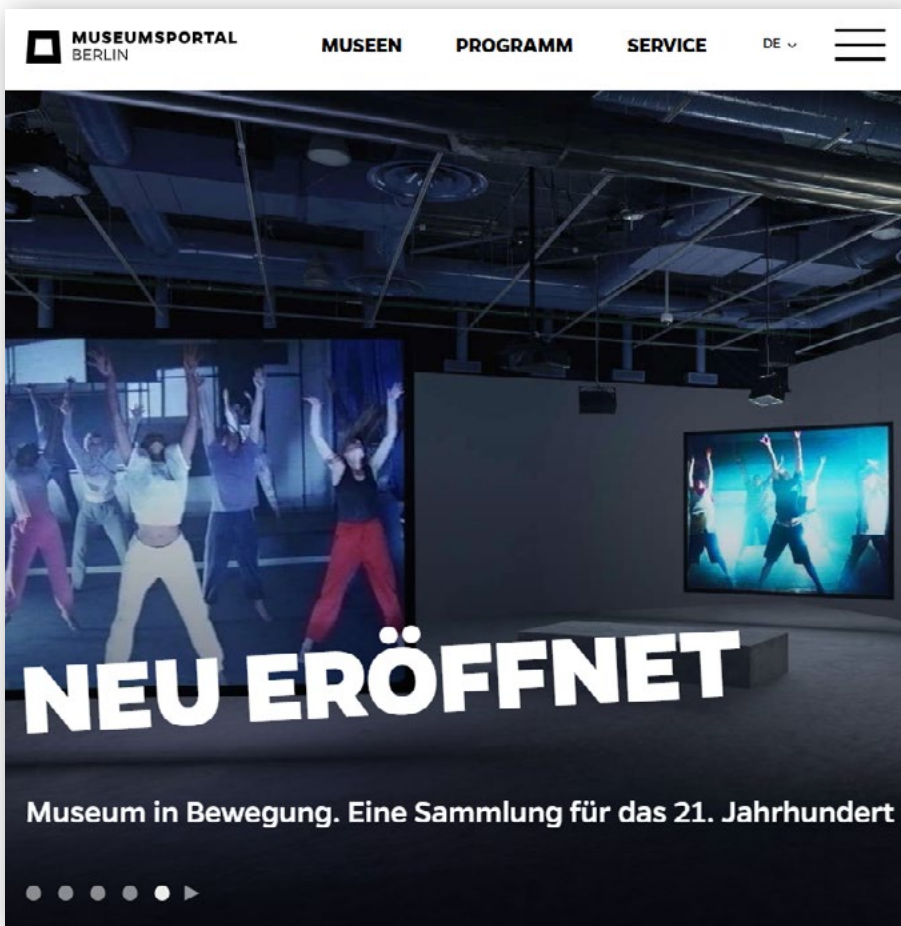 MUSEUMSPORTAL
BERLIN
MUSEEN PROGRAMM SERVICE DE
NEU ERÖFFNET
Museum in Bewegung. Eine Sammlung für das 21. Jahrhundert